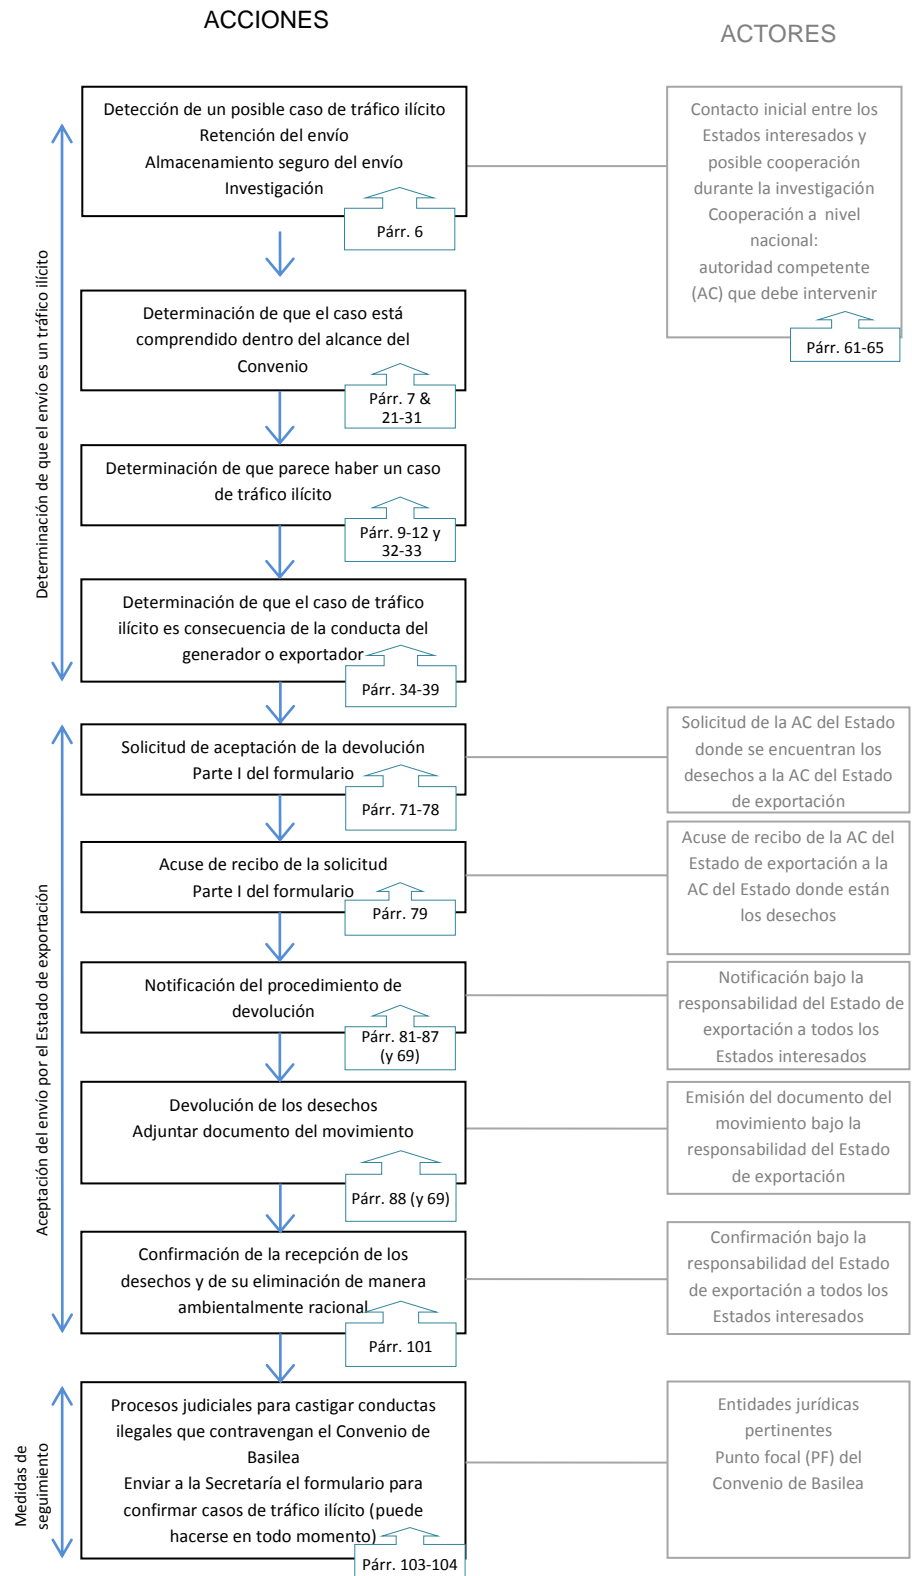 ACCIONES
ACTORES
Determinación de que el envío es un tráfico ilícito
Detección de un posible caso de tráfico ilícito
Retención del envío
Almacenamiento seguro del envío
Investigación
Párr. 6
Contacto inicial entre los
Estados interesados y
posible cooperación
durante la investigación
Cooperación a nivel
nacional:
autoridad competente
(AC) que debe intervenir
Párr. 61-65
Determinación de que el caso está
comprendido dentro del alcance del
Convenio
Párr. 7 &
21-31
Determinación de que parece haber un caso
de tráfico ilícito
Párr. 9-12 y
32-33
Determinación de que el caso de tráfico
ilícito es consecuencia de la conducta del
generador o exportador
Párr. 34-39
Aceptación del envío por el Estado de exportación
Solicitud de aceptación de la devolución
Parte I del formulario
Párr. 71-78
Solicitud de la AC del Estado
donde se encuentran los
desechos a la AC del Estado
de exportación
Acuse de recibo de la solicitud
Parte I del formulario
Párr. 79
Acuse de recibo de la AC del
Estado de exportación a la
AC del Estado donde están
los desechos
Notificación del procedimiento de
devolución
Párr. 81-87
(y 69)
Notificación bajo la
responsabilidad del Estado de
exportación a todos los
Estados interesados
Devolución de los desechos
Adjuntar documento del movimiento
Párr. 88 (y 69)
Emisión del documento del
movimiento bajo la
responsabilidad del Estado
de exportación
Confirmación de la recepción de los
desechos y de su eliminación de manera
ambientalmente racional
Párr. 101
Confirmación bajo la
responsabilidad del Estado
de exportación a todos los
Estados interesados
Medidas de
seguimiento
Procesos judiciales para castigar conductas
ilegales que contravengan el Convenio de
Basilea
Enviar a la Secretaría el formulario para
confirmar casos de tráfico ilícito (puede
hacerse en todo momento)
Párr. 103-104
Entidades jurídicas
pertinentes
Punto focal (PF) del
Convenio de Basilea